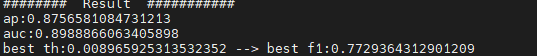 ########  Result  ###########
ap:0.8756581084731213
auc:0.8988866063405898
best th:0.008965925313532352 --> best f1:0.7729364312901209